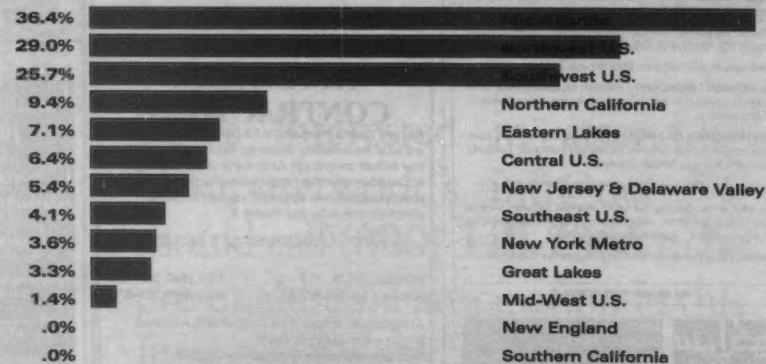 36.4% Mid-Atlantic
29.0% Northwest U.S.
25.7% Southwest U.S.
9.4% Northern California
7.1% Eastern Lakes
6.4% Central U.S.
5.4% New Jersey & Delaware Valley
4.1% Southeast U.S.
3.6% New York Metro
3.3% Great Lakes
1.4% Mid-West U.S.
.0% New England
.0% Southern California